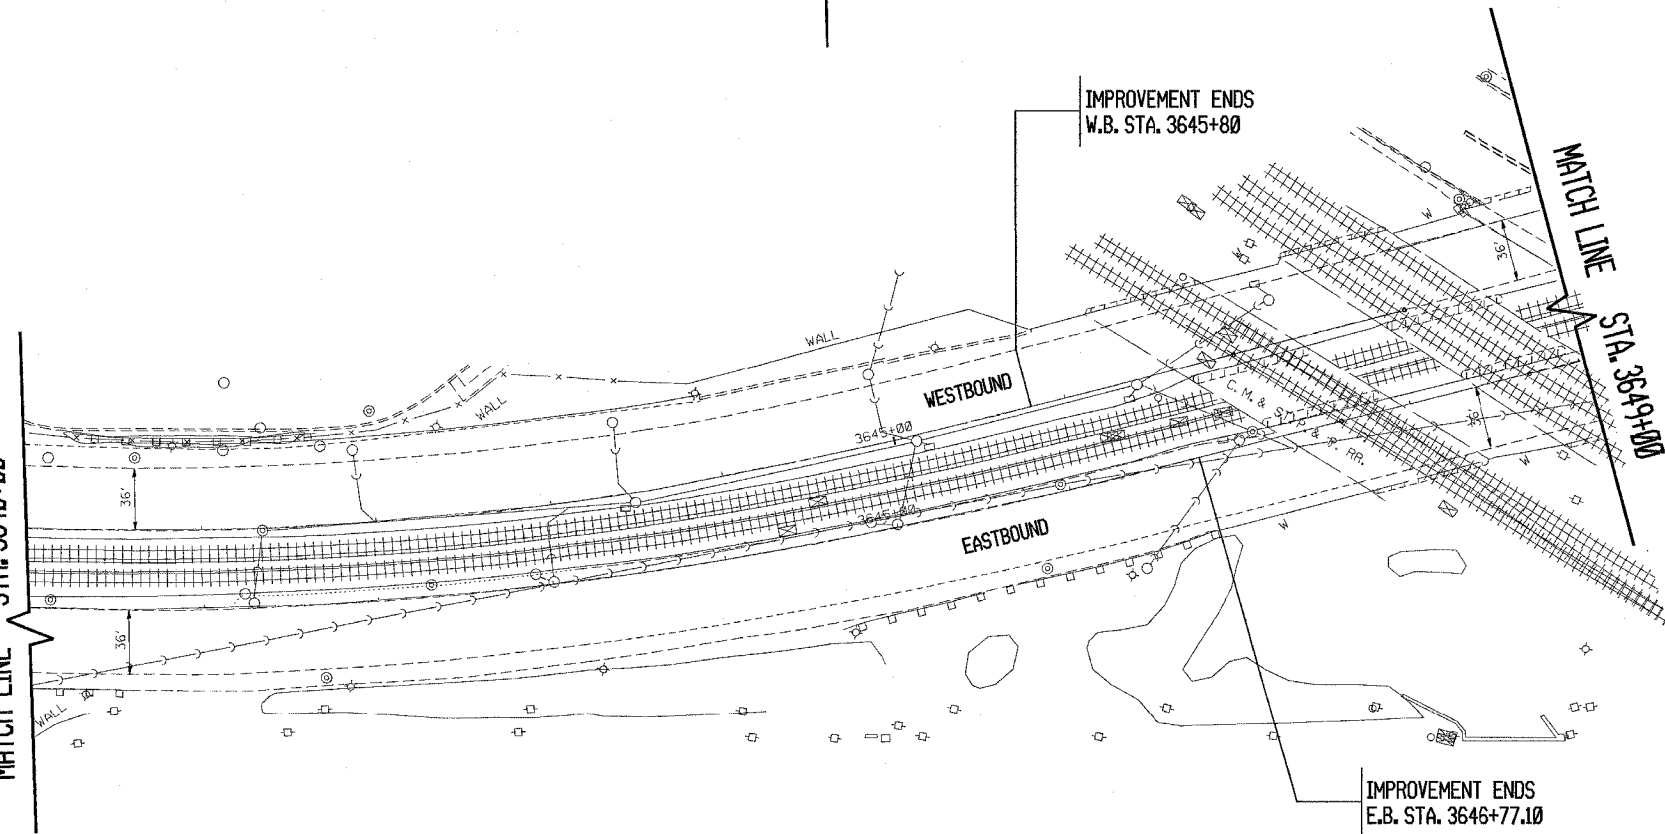 IMPROVEMENT ENDS
W.B. STA. 3645+80
MATCH LINE STA. 3649+00
W
W
36'
WALL
WALL
WESTBOUND
3645+00
C. M. & ST. P. & P. RR.
36'
36'
W
W
3645+00
EASTBOUND
36'
MATCH LINE
WALL
IMPROVEMENT ENDS
E.B. STA. 3646+77.10